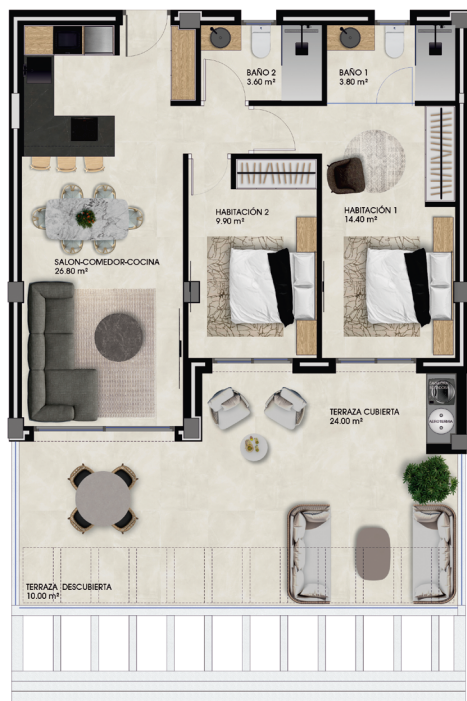 BAÑO 2
3.60 m²
BAÑO 1
3.80 m²
HABITACIÓN 2
9.90 m²
HABITACIÓN 1
14.40 m²
SALON-COMEDOR-COCINA
26.80 m²
TERRAZA CUBIERTA
24.00 m²
TERRAZA DESCUBIERTA
10.00 m²